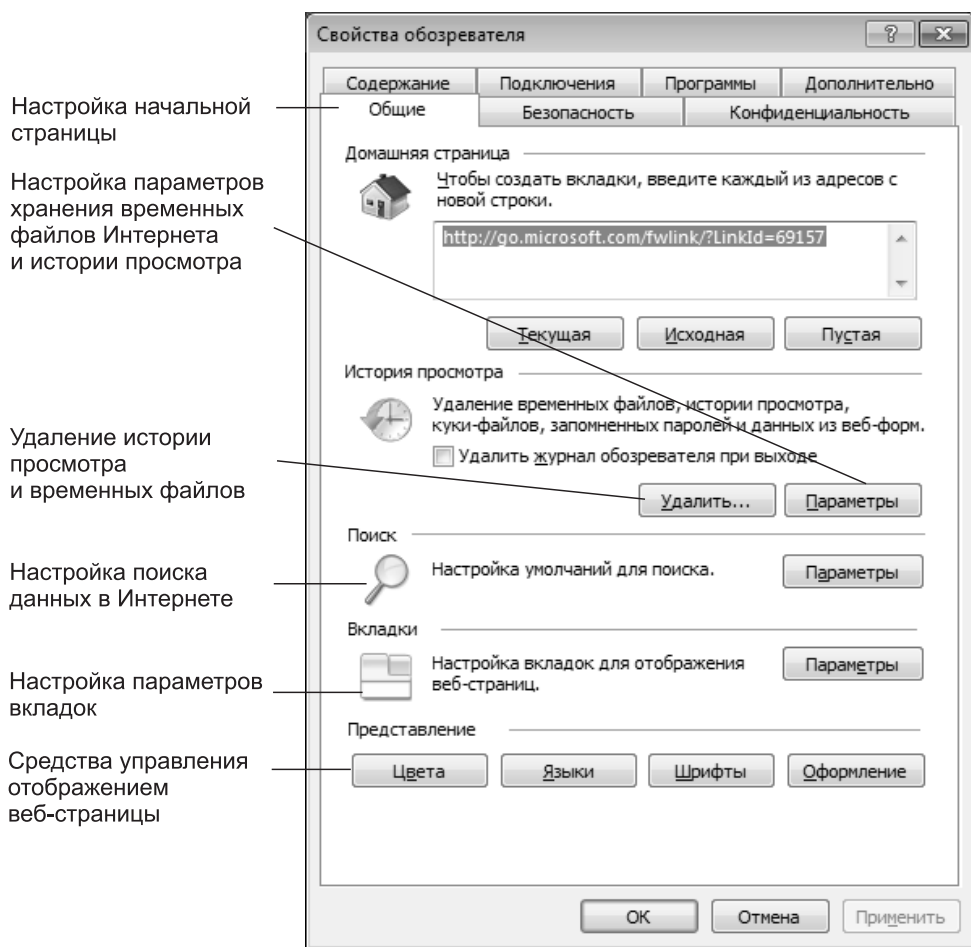 Свойства обозревателя
Содержание Подключения Программы Дополнительно
Общие Безопасность Конфиденциальность
Настройка начальной
страницы
Настройка параметров
хранения временных
файлов Интернета
и истории просмотра
Удаление истории
просмотра
и временных файлов
Настройка поиска
данных в Интернете
Настройка параметров
вкладок
Средства управления
отображением
веб-страницы
Домашняя страница
Чтобы создать вкладки, введите каждый из адресов с
новой строки.
http://go.microsoft.com/fwlink/?LinkId=69157
Текущая Исходная Пустая
История просмотра
Удаление временных файлов, истории просмотра,
куки-файлов, запомненных паролей и данных из веб-форм.
Удалить журнал обозревателя при выходе
Удалить... Параметры
Поиск
Настройка умолчаний для поиска. Параметры
Вкладки
Настройка вкладок для отображения
веб-страниц.
Параметры
Представление
Цвета Языки Шрифты Оформление
ОК Отмена Применить